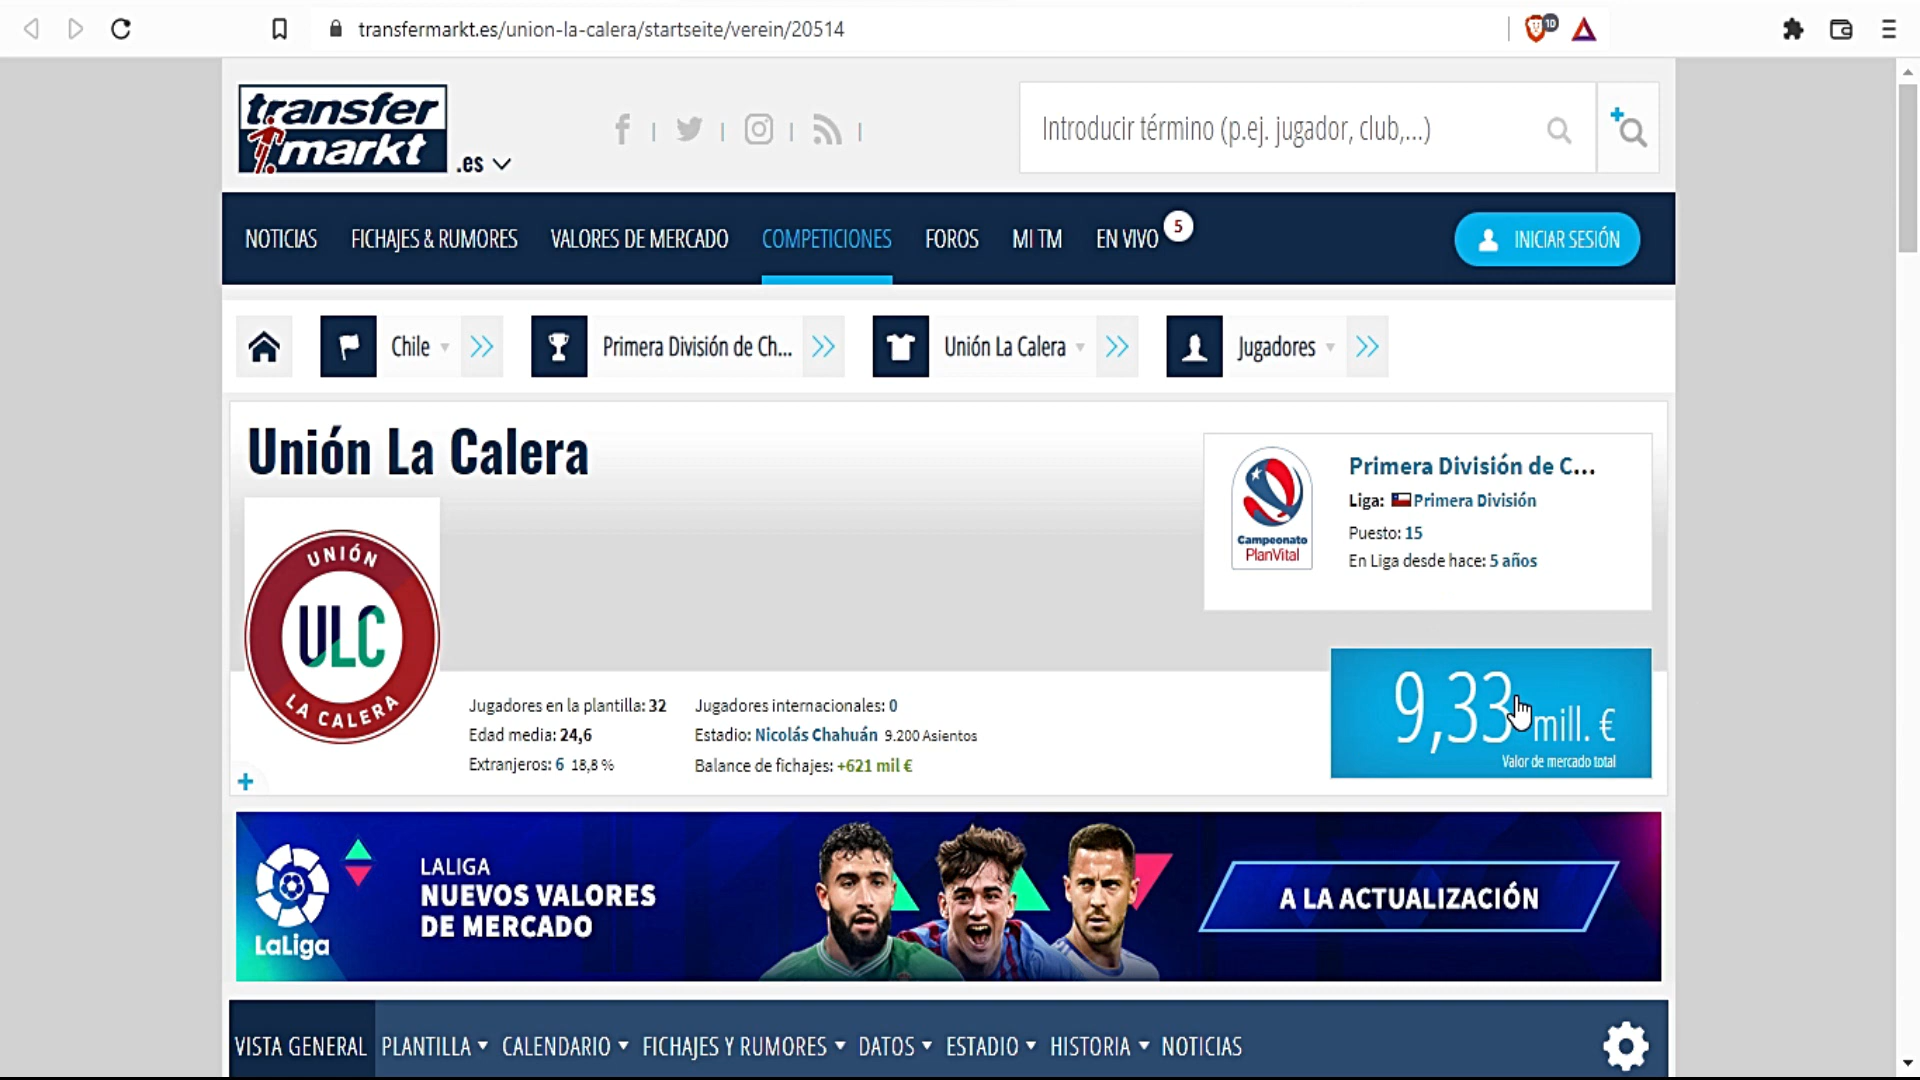 transfermarkt.es/union-la-calera/startseite/verein/20514
10
transfer
markt
.es
Introducir término (p.ej. jugador, club,...)
NOTICIAS
FICHAJES & RUMORES
VALORES DE MERCADO
COMPETICIONES
FOROS
MI TM
EN VIVO
5
INICIAR SESIÓN
Chile
Primera División de Ch...
Unión La Calera
Jugadores
Unión La Calera
UNIÓN
ULC
LA CALERA
Jugadores en la plantilla: 32
Edad media: 24,6
Extranjeros: 6 18,8 %
Jugadores internacionales: 0
Estadio: Nicolás Chahuán 9.200 Asientos
Balance de fichajes: +621 mil €
Campeonato
PlanVital
Primera División de C...
Liga: Primera División
Puesto: 15
En Liga desde hace: 5 años
9,33 mill. €
Valor de mercado total
LaLiga
LALIGA
NUEVOS VALORES
DE MERCADO
A LA ACTUALIZACIÓN
VISTA GENERAL
PLANTILLA
CALENDARIO
FICHAJES Y RUMORES
DATOS
ESTADIO
HISTORIA
NOTICIAS